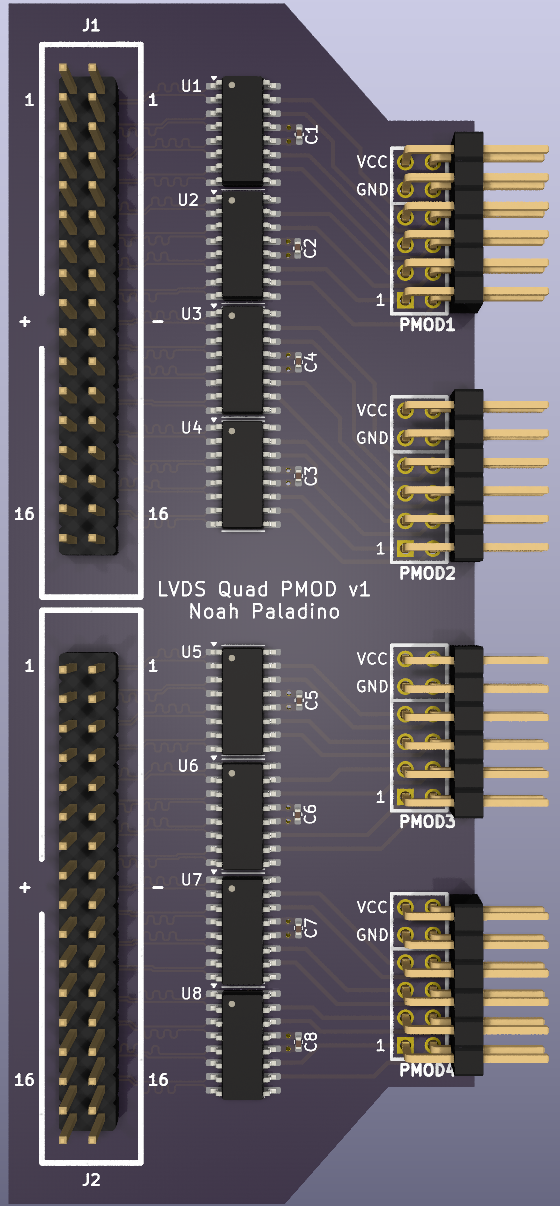 J1
1 1
U1
C1
VCC
GND
U2
C2
1
PMOD1
+ -
U3
C4
VCC
GND
U4
C3
16 16
1
PMOD2
LVDS Quad PMOD v1
Noah Paladino
1 1
U5
VCC
GND
C5
U6
1
C6
PMOD3
+ -
U7
VCC
C7
GND
U8
C8
1
PMOD4
16 16
J2